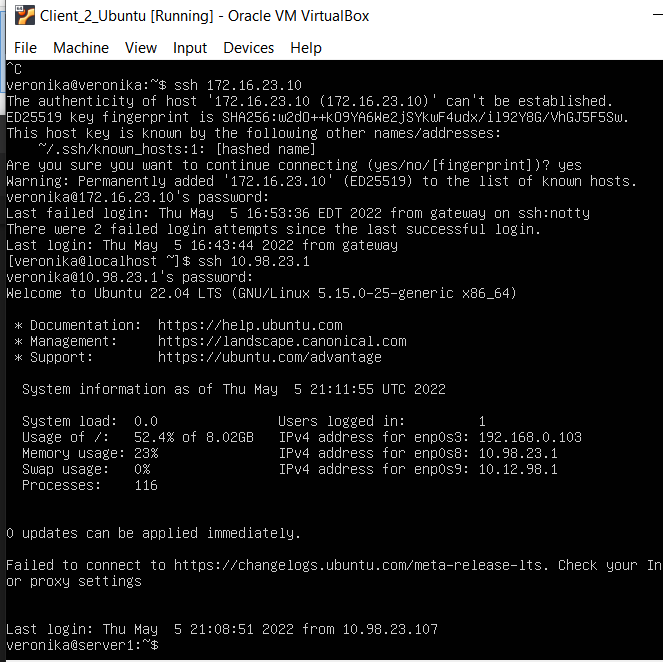 Client_2_Ubuntu [Running] - Oracle VM VirtualBox
File Machine View Input Devices Help
^C
veronika@veronika:~$ ssh 172.16.23.10
The authenticity of host '172.16.23.10 (172.16.23.10)' can't be established.
ED25519 key fingerprint is SHA256:w2dO++kO9YA6We2jSYkwF4udx/il92Y8G/VhGJ5F5Sw.
This host key is known by the following other names/addresses:
    ~/.ssh/known_hosts:1: [hashed name]
Are you sure you want to continue connecting (yes/no/[fingerprint])? yes
Warning: Permanently added '172.16.23.10' (ED25519) to the list of known hosts.
veronika@172.16.23.10's password:
Last failed login: Thu May  5 16:53:36 EDT 2022 from gateway on ssh:notty
There were 2 failed login attempts since the last successful login.
Last login: Thu May  5 16:43:44 2022 from gateway
[veronika@localhost ~]$ ssh 10.98.23.1
veronika@10.98.23.1's password:
Welcome to Ubuntu 22.04 LTS (GNU/Linux 5.15.0-25-generic x86_64)
 * Documentation:  https://help.ubuntu.com
 * Management:     https://landscape.canonical.com
 * Support:        https://ubuntu.com/advantage
  System information as of Thu May  5 21:11:55 UTC 2022
  System load:  0.0               Users logged in:         1
  Usage of /:   52.4% of 8.02GB   IPv4 address for enp0s3: 192.168.0.103
  Memory usage: 23%               IPv4 address for enp0s8: 10.98.23.1
  Swap usage:   0%                IPv4 address for enp0s9: 10.12.98.1
  Processes:    116
0 updates can be applied immediately.
Failed to connect to https://changelogs.ubuntu.com/meta-release-lts. Check your In
or proxy settings
Last login: Thu May  5 21:08:51 2022 from 10.98.23.107
veronika@server1:~$